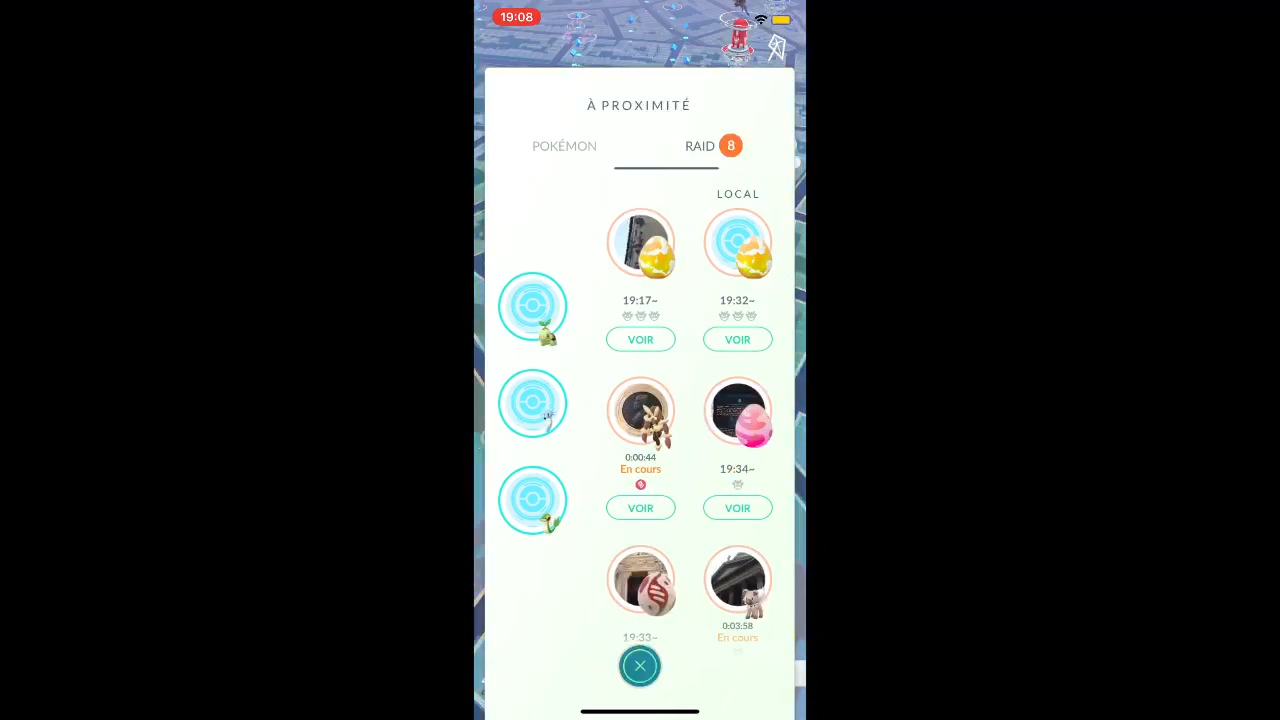 19:08
À PROXIMITÉ
POKÉMON
RAID 8
LOCAL
19:17~
19:32~
VOIR
VOIR
0:00:44
En cours
19:34~
VOIR
VOIR
19:33~
0:03:58
En cours